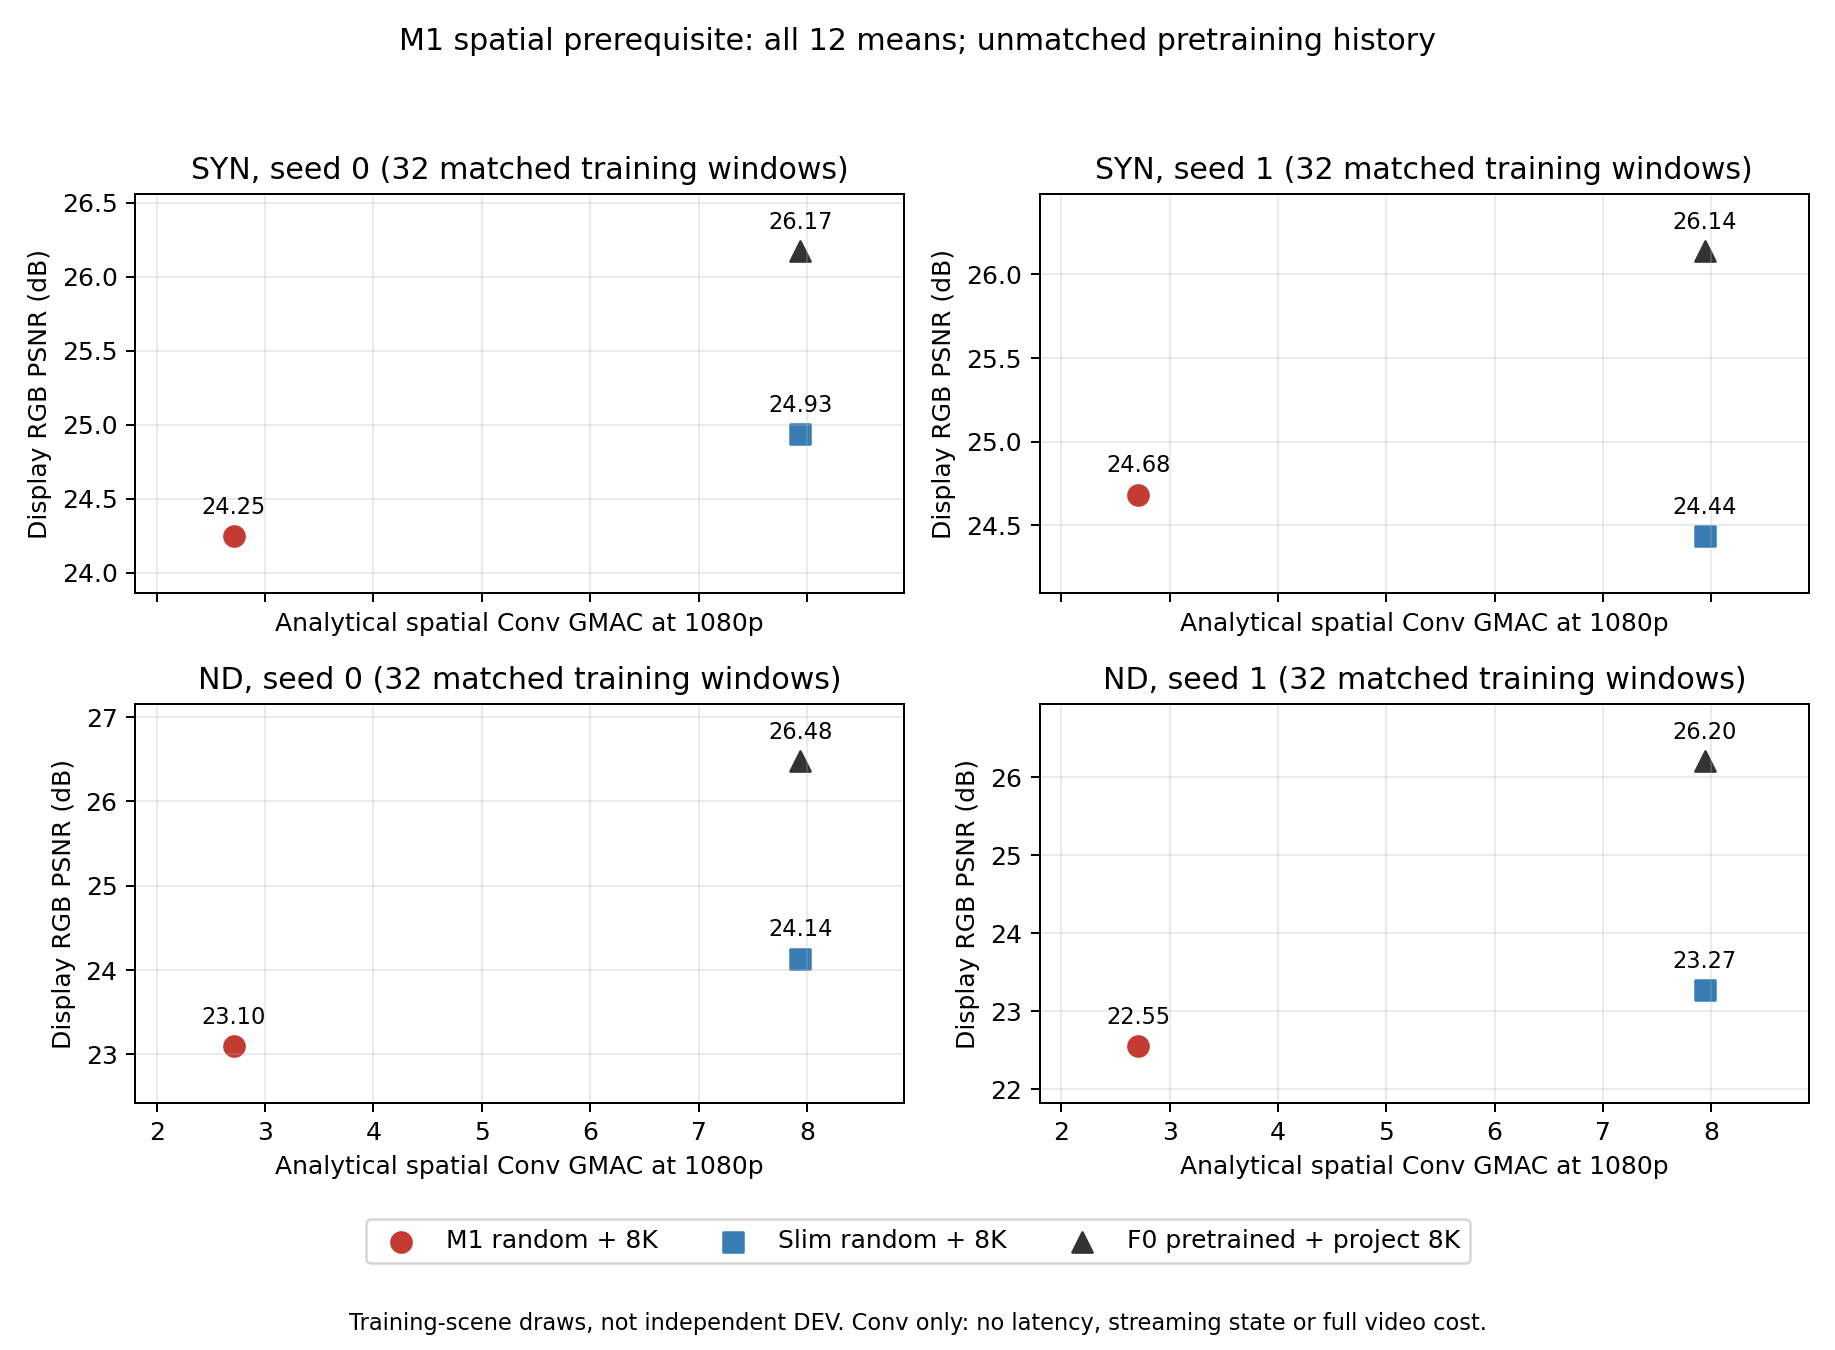 M1 spatial prerequisite: all 12 means; unmatched pretraining history
SYN, seed 0 (32 matched training windows)
Display RGB PSNR (dB)
26.5
26.0
25.5
25.0
24.5
24.0
26.17
24.93
24.25
Analytical spatial Conv GMAC at 1080p
SYN, seed 1 (32 matched training windows)
Display RGB PSNR (dB)
26.0
25.5
25.0
24.5
26.14
24.68
24.44
Analytical spatial Conv GMAC at 1080p
ND, seed 0 (32 matched training windows)
Display RGB PSNR (dB)
27
26
25
24
23
26.48
24.14
23.10
2 3 4 5 6 7 8
Analytical spatial Conv GMAC at 1080p
ND, seed 1 (32 matched training windows)
Display RGB PSNR (dB)
26
25
24
23
22
26.20
23.27
22.55
2 3 4 5 6 7 8
Analytical spatial Conv GMAC at 1080p
M1 random + 8K Slim random + 8K F0 pretrained + project 8K
Training-scene draws, not independent DEV. Conv only: no latency, streaming state or full video cost.